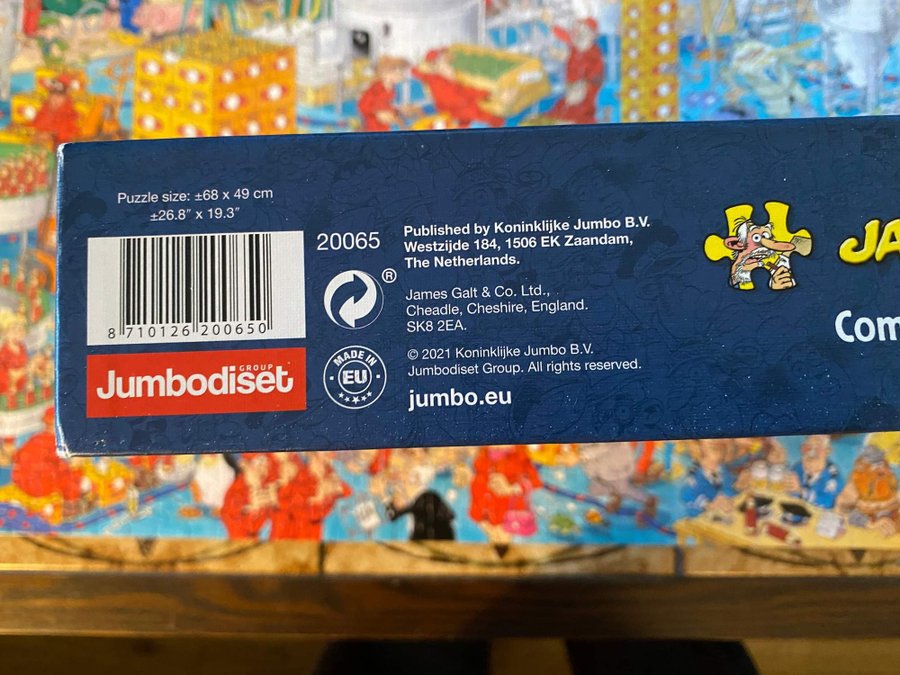 Puzzle size: ±68 x 49 cm
±26.8" x 19.3"
8 710126 200650
GROUP
Jumbodiset
20065
®
MADE IN
EU
Published by Koninklijke Jumbo B.V.
Westzijde 184, 1506 EK Zaandam,
The Netherlands.
James Galt & Co. Ltd.,
Cheadle, Cheshire, England.
SK8 2EA.
© 2021 Koninklijke Jumbo B.V.
Jumbodiset Group. All rights reserved.
jumbo.eu
JA
Com